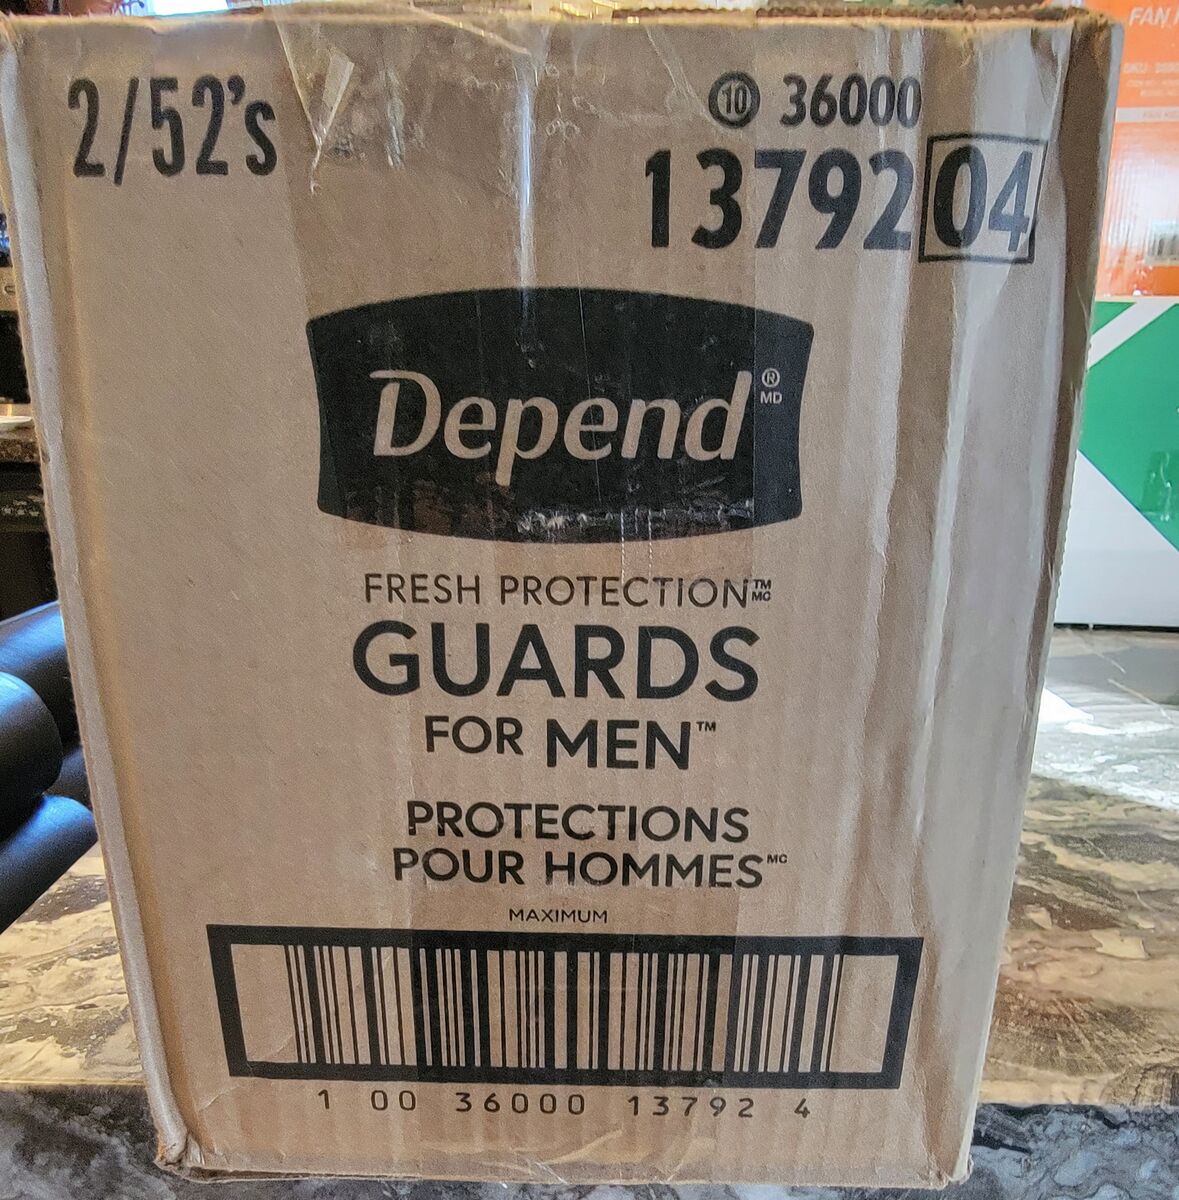 2/52's
10 36000
13792 04
Depend® MD
FRESH PROTECTION™ MC
GUARDS
FOR MEN™
PROTECTIONS
POUR HOMMES MC
MAXIMUM
1 00 36000 13792 4
FAN